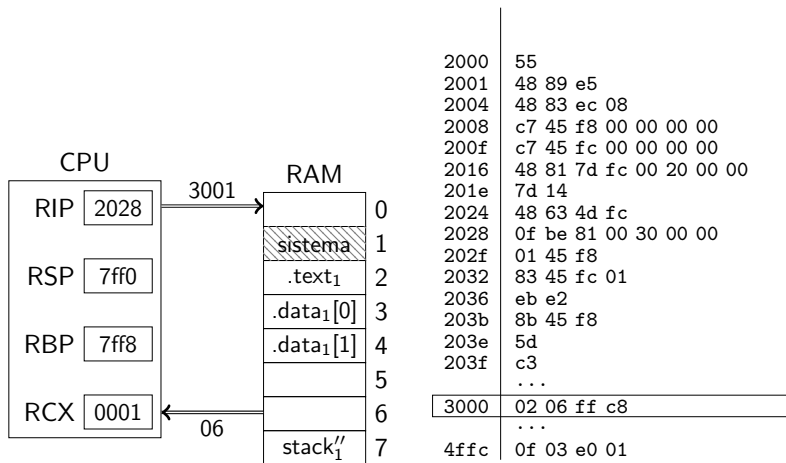 CPU
RIP 2028
RSP 7ff0
RBP 7ff8
RCX 0001
3001
06
RAM
0
sistema 1
.text₁ 2
.data₁[0] 3
.data₁[1] 4
5
6
stack₁′′ 7
2000 55
2001 48 89 e5
2004 48 83 ec 08
2008 c7 45 f8 00 00 00 00
200f c7 45 fc 00 00 00 00
2016 48 81 7d fc 00 20 00 00
201e 7d 14
2024 48 63 4d fc
2028 0f be 81 00 30 00 00
202f 01 45 f8
2032 83 45 fc 01
2036 eb e2
203b 8b 45 f8
203e 5d
203f c3
...
3000 02 06 ff c8
...
4ffc 0f 03 e0 01